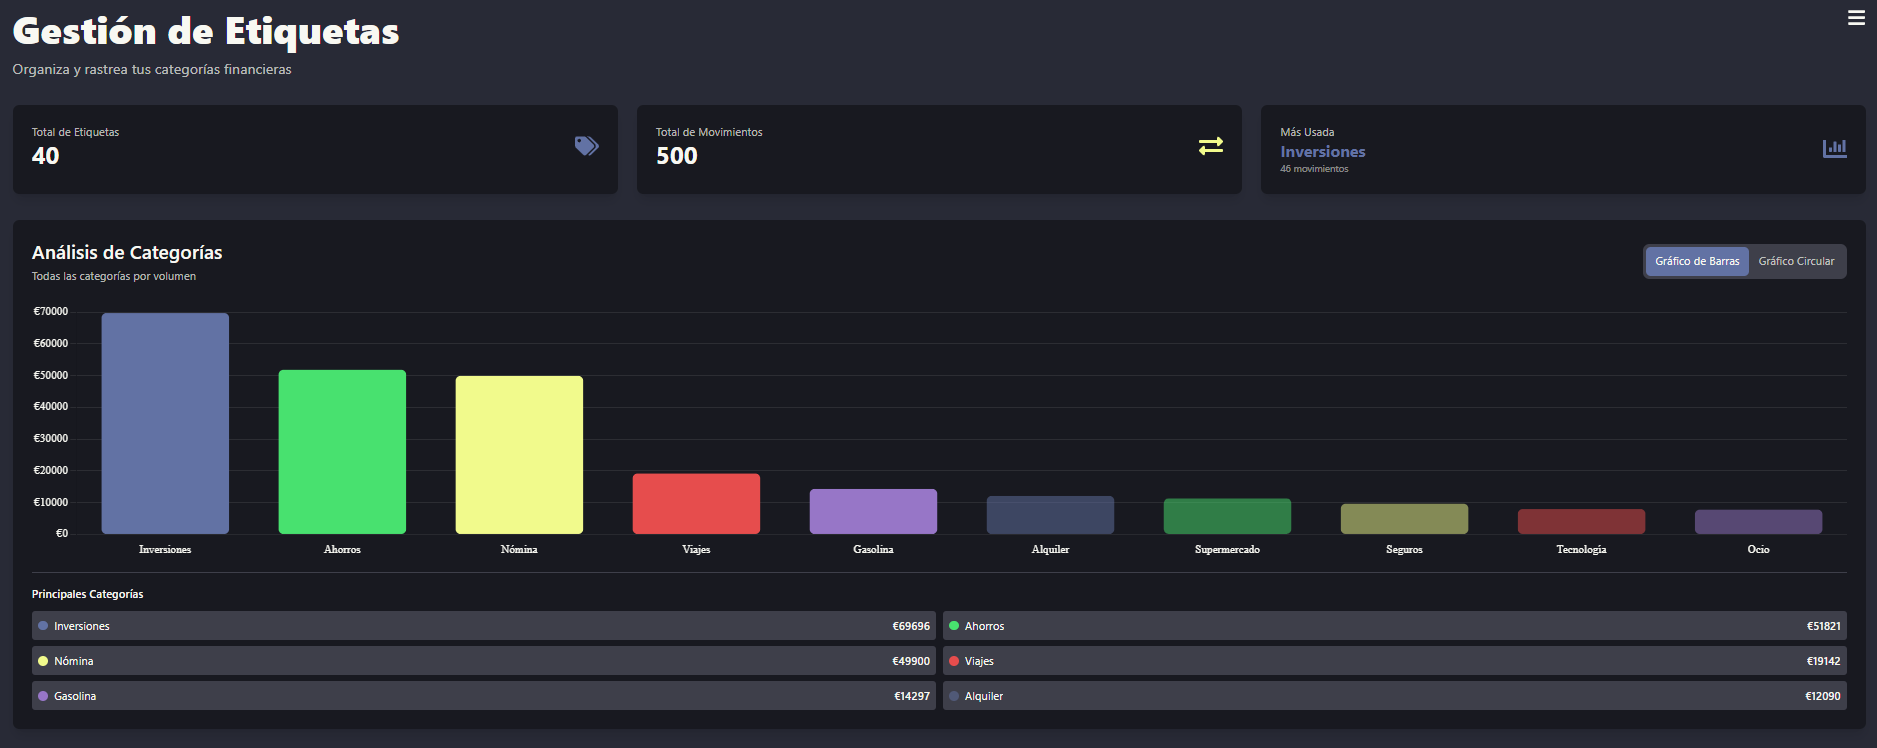 Gestión de Etiquetas
Organiza y rastrea tus categorías financieras
Total de Etiquetas
40
Total de Movimientos
500
Más Usada
Inversiones
46 movimientos
Análisis de Categorías
Todas las categorías por volumen
Gráfico de Barras
Gráfico Circular
€70000
€60000
€50000
€40000
€30000
€20000
€10000
€0
Inversiones
Ahorros
Nómina
Viajes
Gasolina
Alquiler
Supermercado
Seguros
Tecnología
Ocio
Principales Categorías
Inversiones €69696
Ahorros €51821
Nómina €49900
Viajes €19142
Gasolina €14297
Alquiler €12090